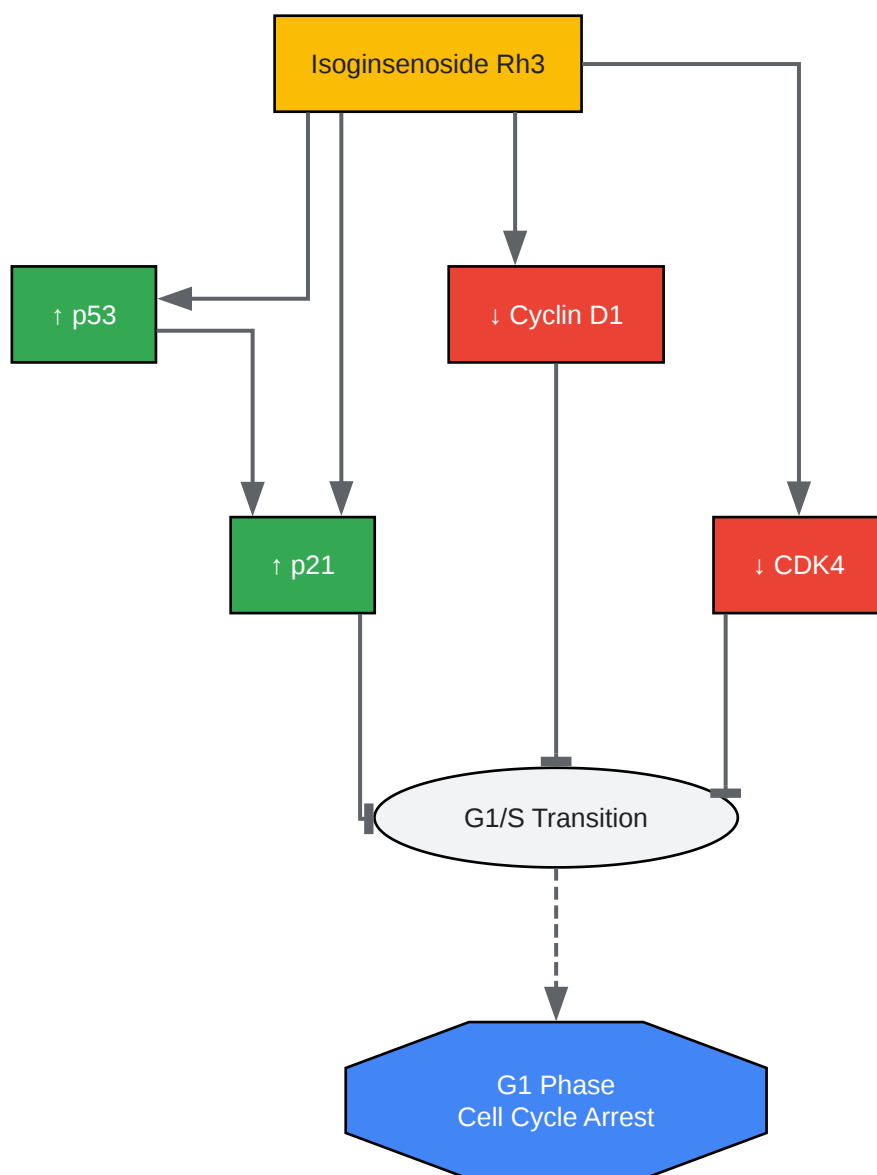 Isoginsenoside Rh3
↑ p53
↓ Cyclin D1
↑ p21
↓ CDK4
G1/S Transition
G1 Phase
Cell Cycle Arrest